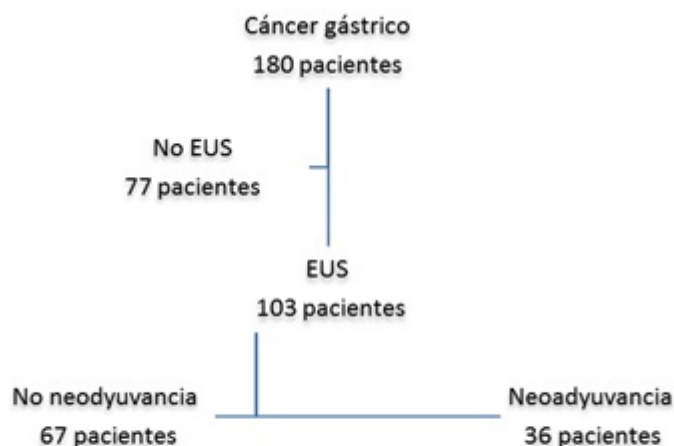 Cáncer gástrico
180 pacientes
No EUS
77 pacientes
EUS
103 pacientes
No neodyuvancia
67 pacientes
Neoadyuvancia
36 pacientes